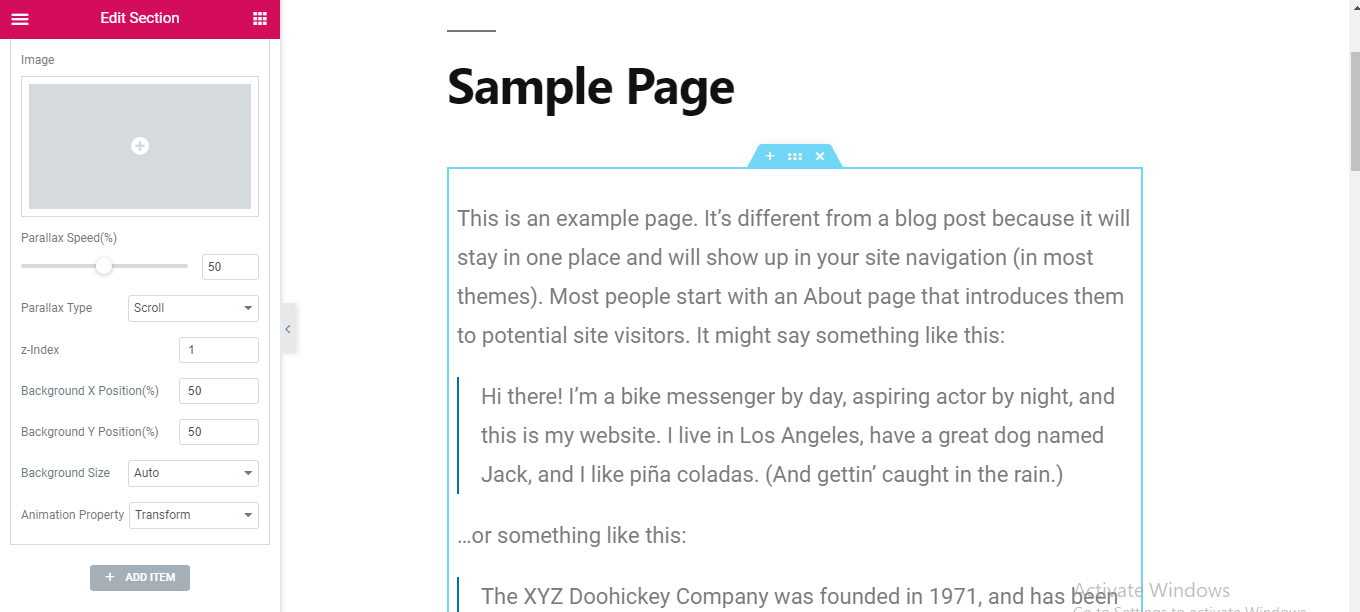 Edit Section
Image
Parallax Speed(%)
50
Parallax Type
Scroll
z-Index
1
Background X Position(%)
50
Background Y Position(%)
50
Background Size
Auto
Animation Property
Transform
ADD ITEM
Sample Page
This is an example page. It’s different from a blog post because it will
stay in one place and will show up in your site navigation (in most
themes). Most people start with an About page that introduces them
to potential site visitors. It might say something like this:
Hi there! I’m a bike messenger by day, aspiring actor by night, and
this is my website. I live in Los Angeles, have a great dog named
Jack, and I like piña coladas. (And gettin’ caught in the rain.)
…or something like this:
The XYZ Doohickey Company was founded in 1971, and has been
Activate Windows
Go to Settings to activate Windows.